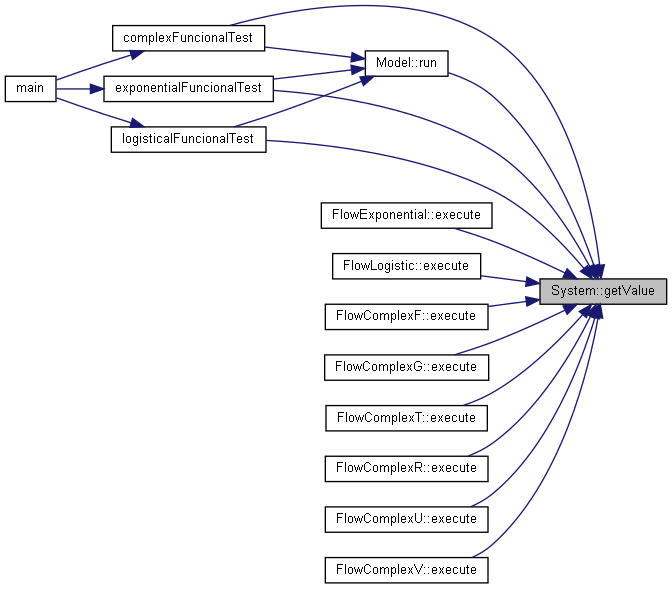 complexFuncionalTest
Model::run
main
exponentialFuncionalTest
logisticalFuncionalTest
FlowExponential::execute
FlowLogistic::execute
System::getValue
FlowComplexF::execute
FlowComplexG::execute
FlowComplexT::execute
FlowComplexR::execute
FlowComplexU::execute
FlowComplexV::execute